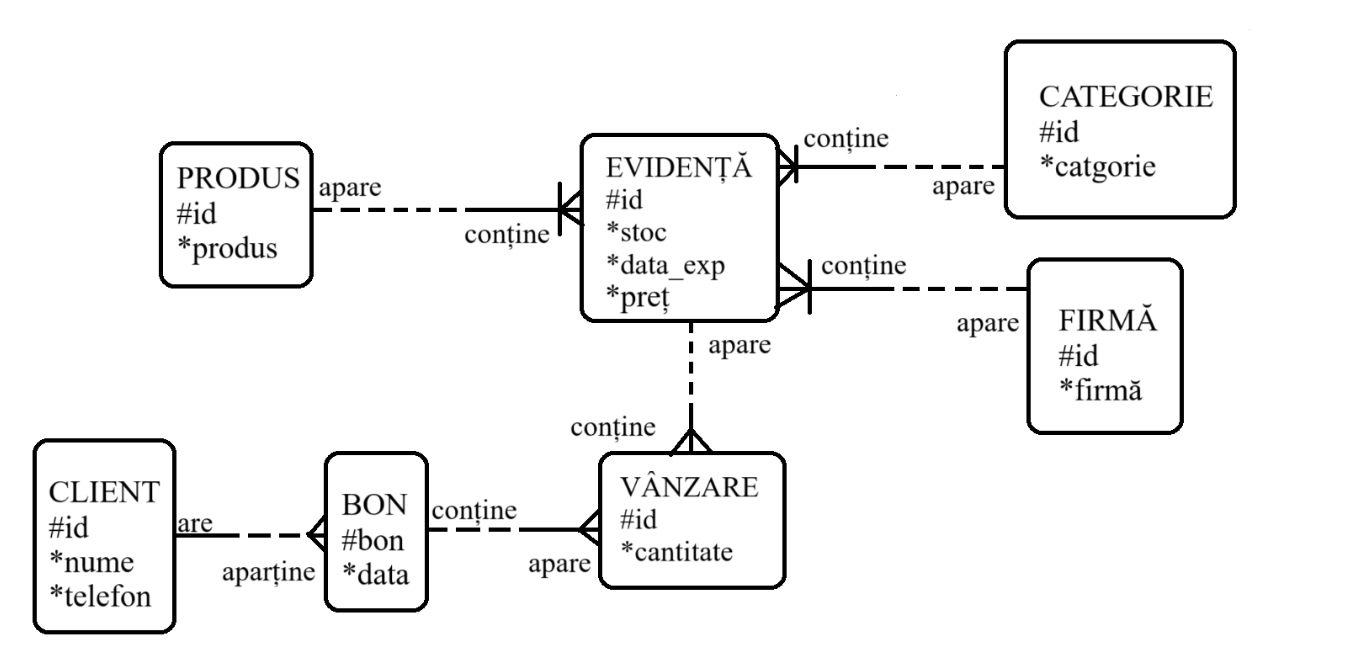 CATEGORIE
#id
*catgorie
conține
apare
PRODUS
#id
*produs
apare
conține
EVIDENȚĂ
#id
*stoc
*data_exp
*preț
conține
apare
FIRMĂ
#id
*firmă
apare
conține
CLIENT
#id
*nume
*telefon
are
aparține
BON
#bon
*data
conține
apare
VÂNZARE
#id
*cantitate